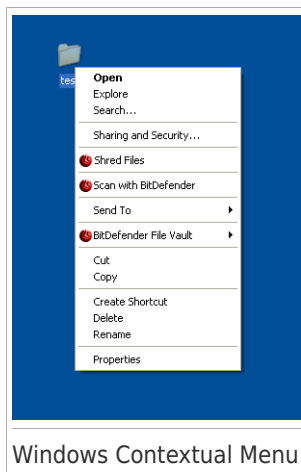 tes
Open
Explore
Search...
Sharing and Security...
Shred Files
Scan with BitDefender
Send To
BitDefender File Vault
Cut
Copy
Create Shortcut
Delete
Rename
Properties
Windows Contextual Menu